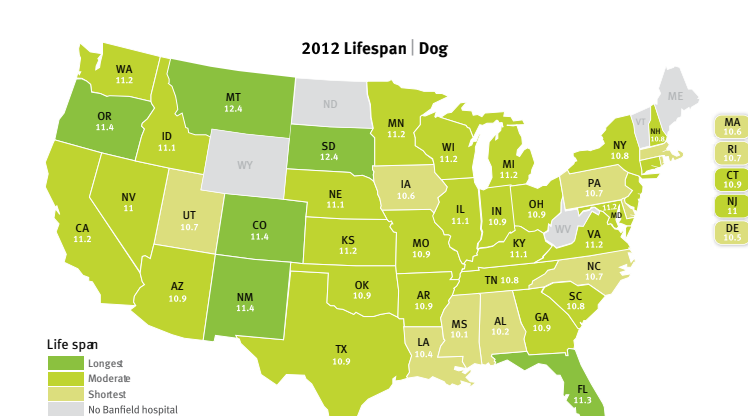 2012 Lifespan | Dog
WA
11.2
OR
11.4
ID
11.1
MT
12.4
ND
SD
12.4
WY
MN
11.2
WI
11.2
MI
11.2
NY
10.8
VT
NH
10.8
ME
MA
10.6
RI
10.7
CT
10.9
NJ
11
DE
10.5
CA
11.2
NV
11
UT
10.7
CO
11.4
NE
11.1
KS
11.2
IA
10.6
MO
10.9
IL
11.1
IN
10.9
OH
10.9
PA
10.7
WV
11.2
MD
VA
11.2
KY
11.1
NC
10.7
TN 10.8
SC
10.8
AZ
10.9
NM
11.4
OK
10.9
AR
10.9
TX
10.9
LA
10.4
MS
10.1
AL
10.2
GA
10.9
FL
11.3
Life span
Longest
Moderate
Shortest
No Banfield hospital